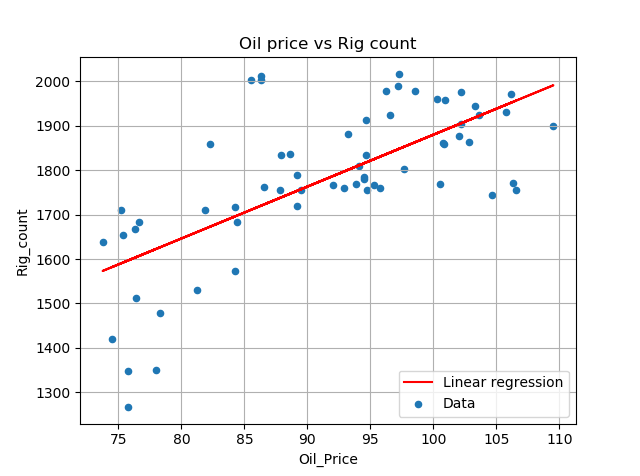 Oil price vs Rig count
2000
1900
1800
1700
1600
1500
1400
1300
Rig_count
75 80 85 90 95 100 105 110
Oil_Price
Linear regression
Data